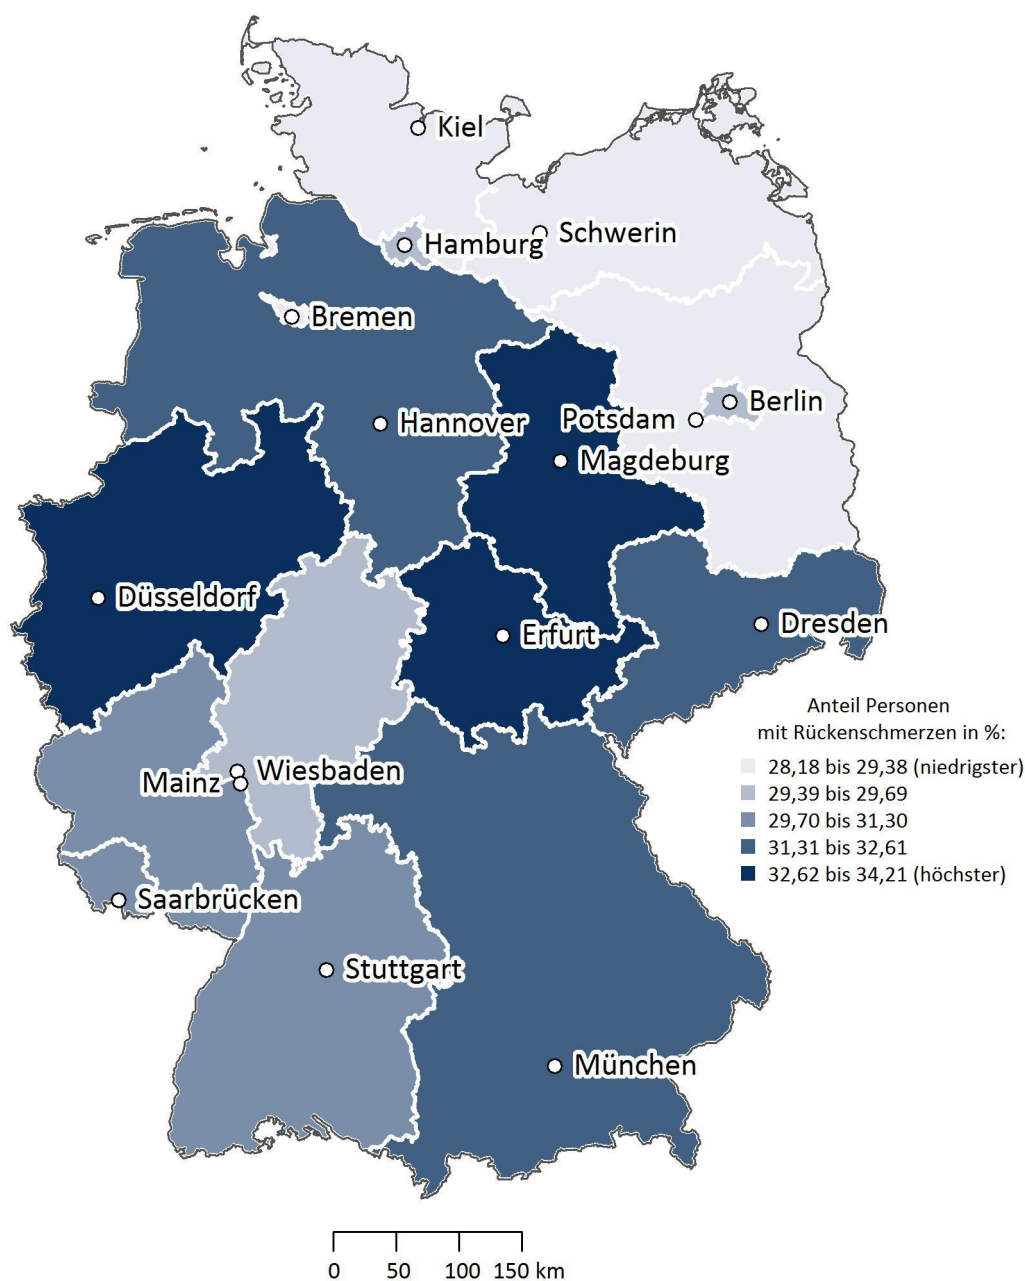 Kiel
Schwerin
Hamburg
Bremen
Berlin
Hannover
Potsdam
Magdeburg
Düsseldorf
Erfurt
Dresden
Wiesbaden
Mainz
Saarbrücken
Stuttgart
München
Anteil Personen
mit Rückenschmerzen in %:
28,18 bis 29,38 (niedrigster)
29,39 bis 29,69
29,70 bis 31,30
31,31 bis 32,61
32,62 bis 34,21 (höchster)
0 50 100 150 km